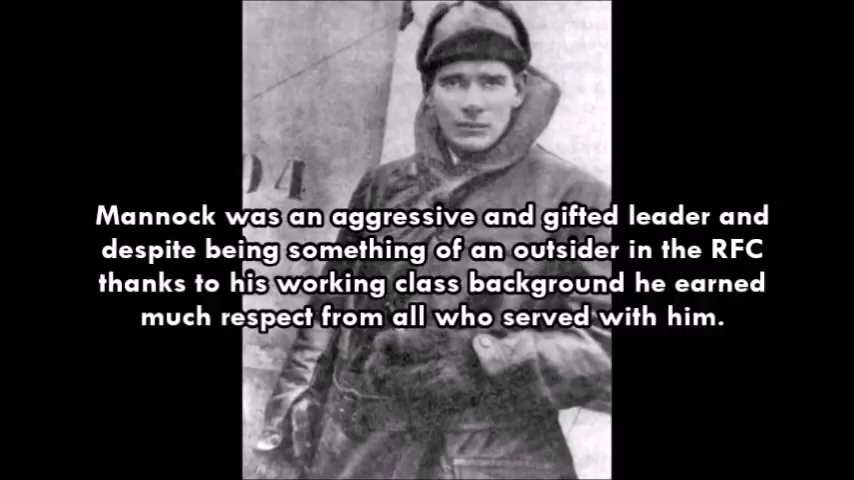 04
Mannock was an aggressive and gifted leader and
despite being something of an outsider in the RFC
thanks to his working class background he earned
much respect from all who served with him.